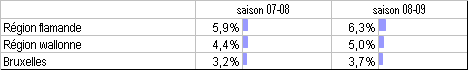 saison 07-08 saison 08-09
Région flamande 5,9% 6,3%
Région wallonne 4,4% 5,0%
Bruxelles 3,2% 3,7%